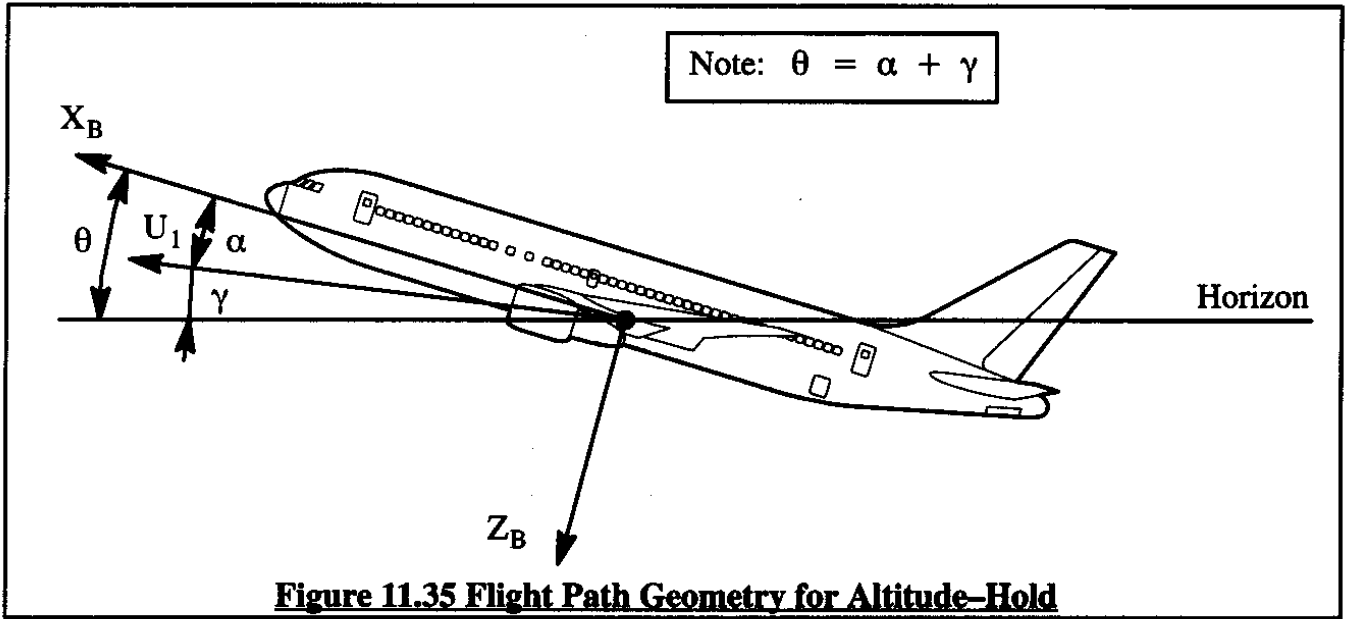 Note: θ = α + γ
X_B
θ
U_1
α
γ
Horizon
Z_B
Figure 11.35 Flight Path Geometry for Altitude–Hold